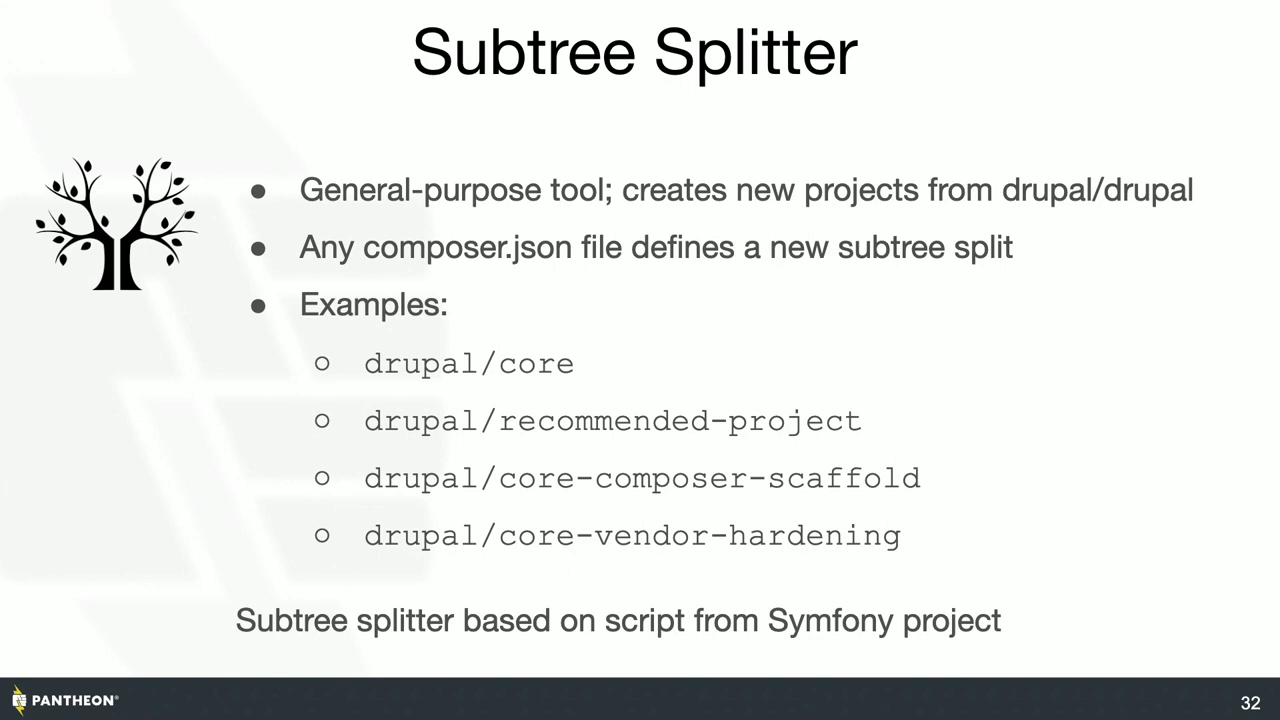 Subtree Splitter
● General-purpose tool; creates new projects from drupal/drupal
● Any composer.json file defines a new subtree split
● Examples:
○ drupal/core
○ drupal/recommended-project
○ drupal/core-composer-scaffold
○ drupal/core-vendor-hardening
Subtree splitter based on script from Symfony project
PANTHEON®
32